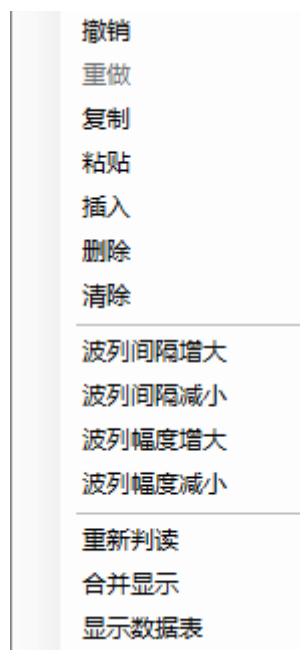 撤销
重做
复制
粘贴
插入
删除
清除
波列间隔增大
波列间隔减小
波列幅度增大
波列幅度减小
重新判读
合并显示
显示数据表